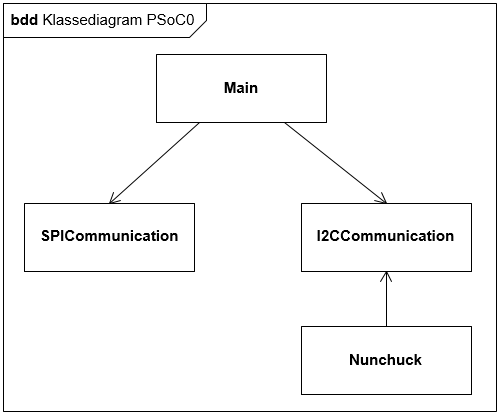 bdd Klassediagram PSoC0
Main
SPICommunication
I2CCommunication
Nunchuck